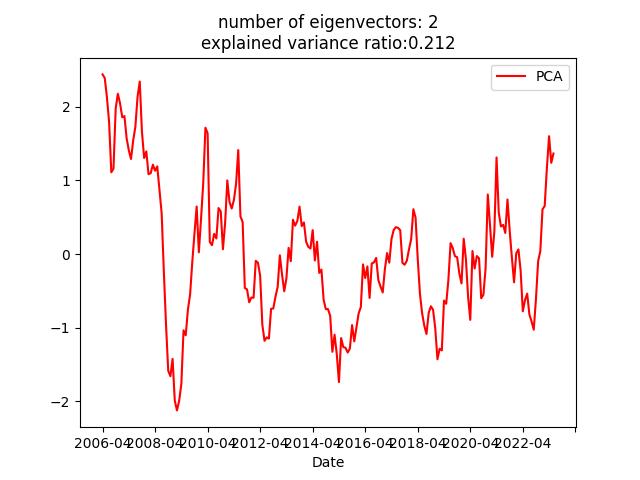 number of eigenvectors: 2
explained variance ratio:0.212
PCA
2
1
0
−1
−2
2006-04 2008-04 2010-04 2012-04 2014-04 2016-04 2018-04 2020-04 2022-04
Date